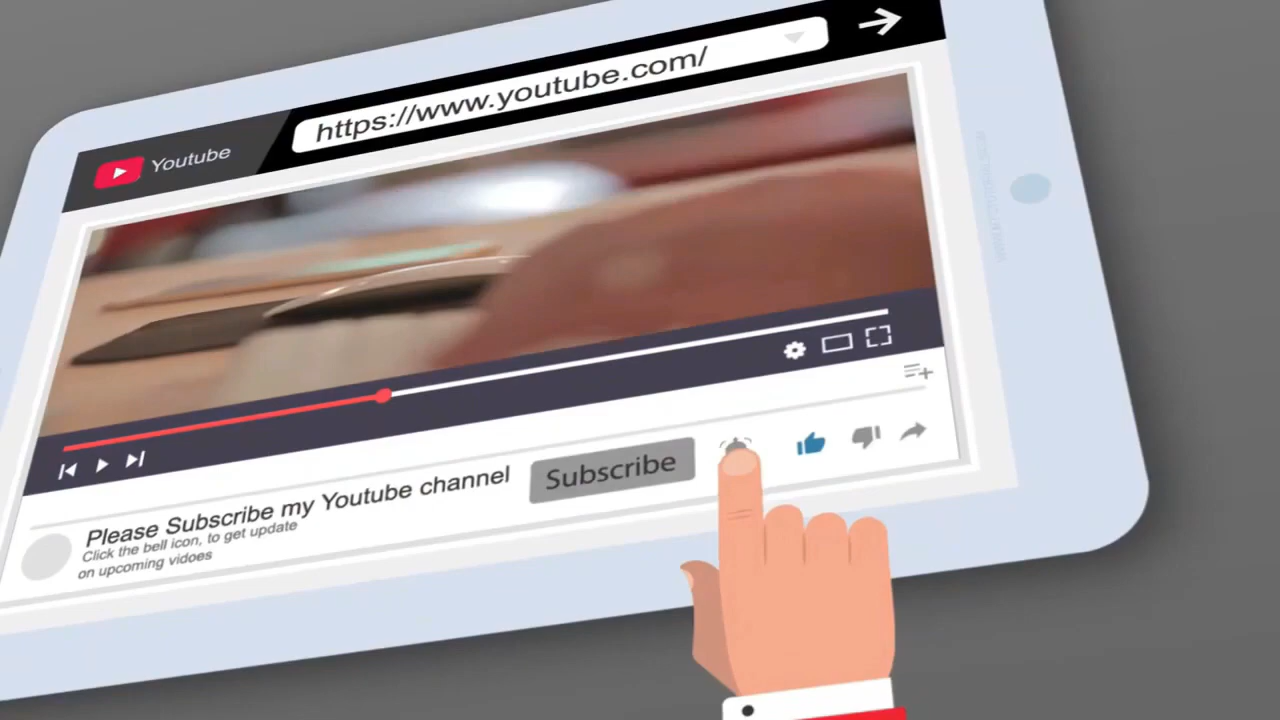 https://www.youtube.com/
Youtube
Please Subscribe my Youtube channel
Subscribe
Click the bell icon, to get update
on upcoming vidoes